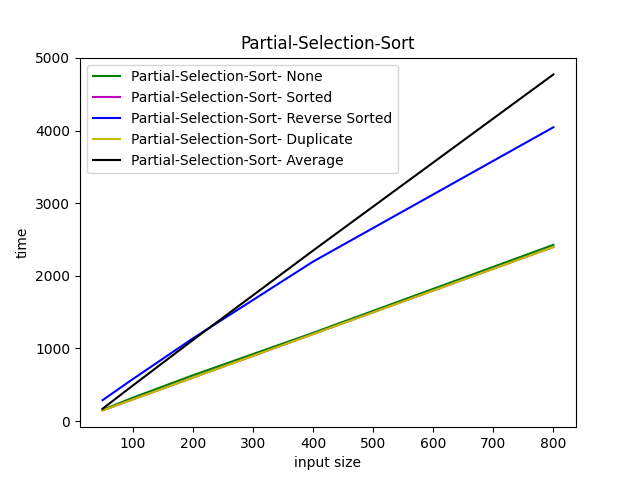 Partial-Selection-Sort
5000
4000
3000
2000
1000
0
time
Partial-Selection-Sort- None
Partial-Selection-Sort- Sorted
Partial-Selection-Sort- Reverse Sorted
Partial-Selection-Sort- Duplicate
Partial-Selection-Sort- Average
100 200 300 400 500 600 700 800
input size